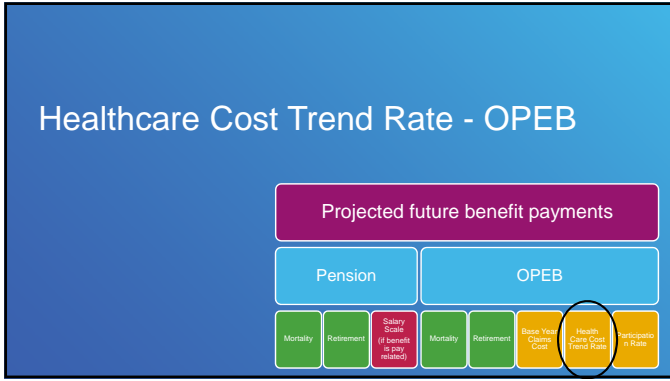 Healthcare Cost Trend Rate - OPEB
Projected future benefit payments
Pension
OPEB
Mortality
Retirement
Salary
Scale
(if benefit
is pay
related)
Mortality
Retirement
Base Year
Claims
Cost
Health
Care Cost
Trend Rate
Participatio
n Rate